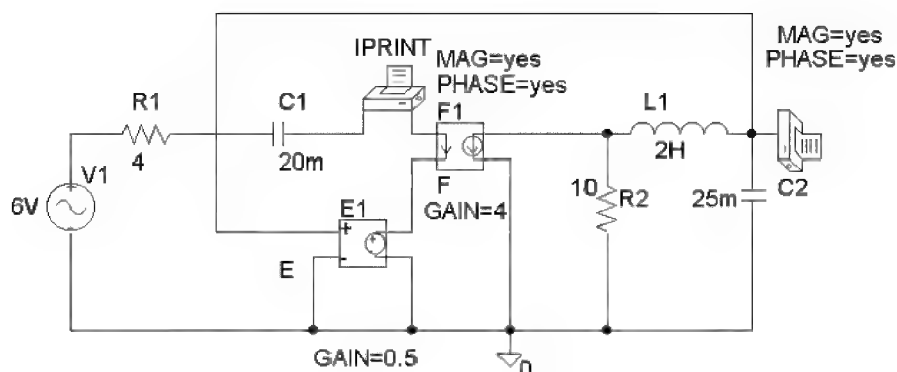 MAG=yes
PHASE=yes
IPRINT
MAG=yes
PHASE=yes
R1
C1
F1
L1
4
20m
2H
V1
6V
F
GAIN=4
10
R2
25m
C2
E1
+
-
E
GAIN=0.5
0